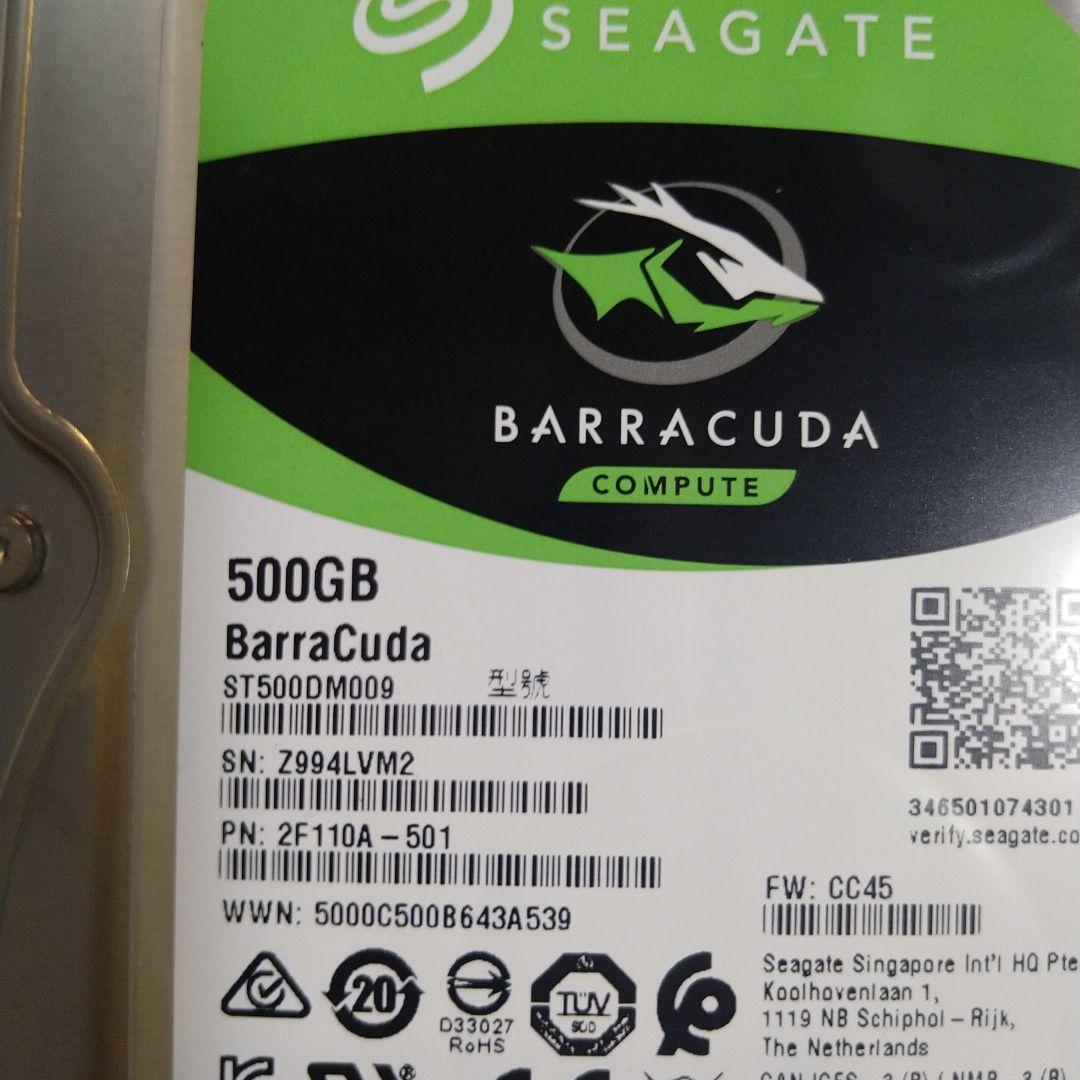 SEAGATE
BARRACUDA
COMPUTE
500GB
BarraCuda
ST500DM009 型號
SN: Z994LVM2
PN: 2F110A-501
WWN: 5000C500B643A539
346501074301
verify.seagate.co
FW: CC45
Seagate Singapore Int'l HQ Pte
Koolhovenlaan 1,
1119 NB Schiphol - Rijk,
The Netherlands
20
D33027
RoHS
TÜV
SÜD